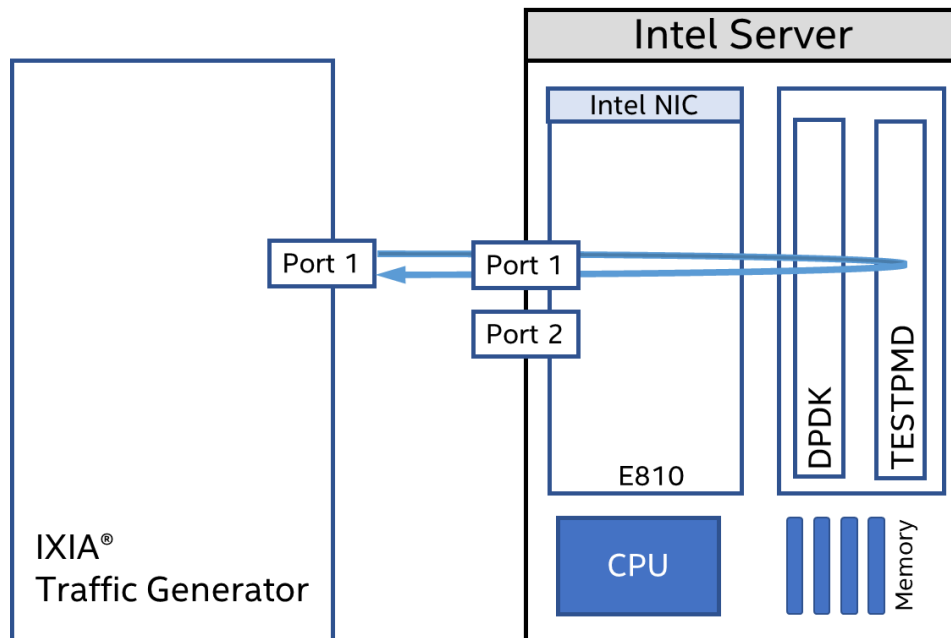 Intel Server
Intel NIC
Port 1
Port 1
Port 2
DPDK
TESTPMD
E810
IXIA®
Traffic Generator
CPU
Memory